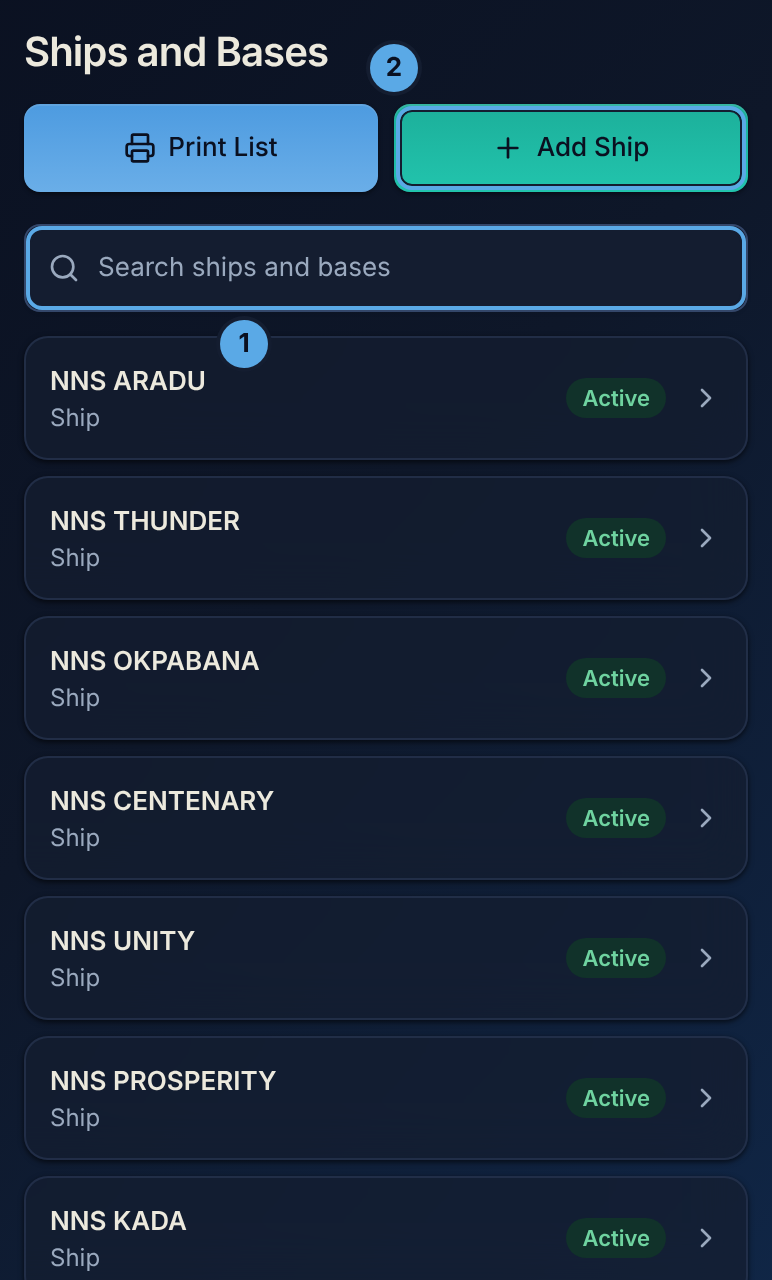 Ships and Bases
2
Print List
Add Ship
Search ships and bases
1
NNS ARADU
Ship
Active
NNS THUNDER
Ship
Active
NNS OKPABANA
Ship
Active
NNS CENTENARY
Ship
Active
NNS UNITY
Ship
Active
NNS PROSPERITY
Ship
Active
NNS KADA
Ship
Active